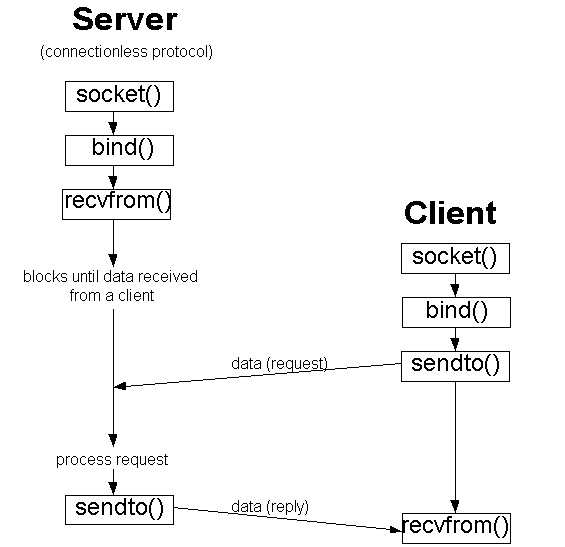 Server
(connectionless protocol)
socket()
bind()
recvfrom()
blocks until data received
from a client
process request
sendto()
Client
socket()
bind()
sendto()
recvfrom()
data (request)
data (reply)